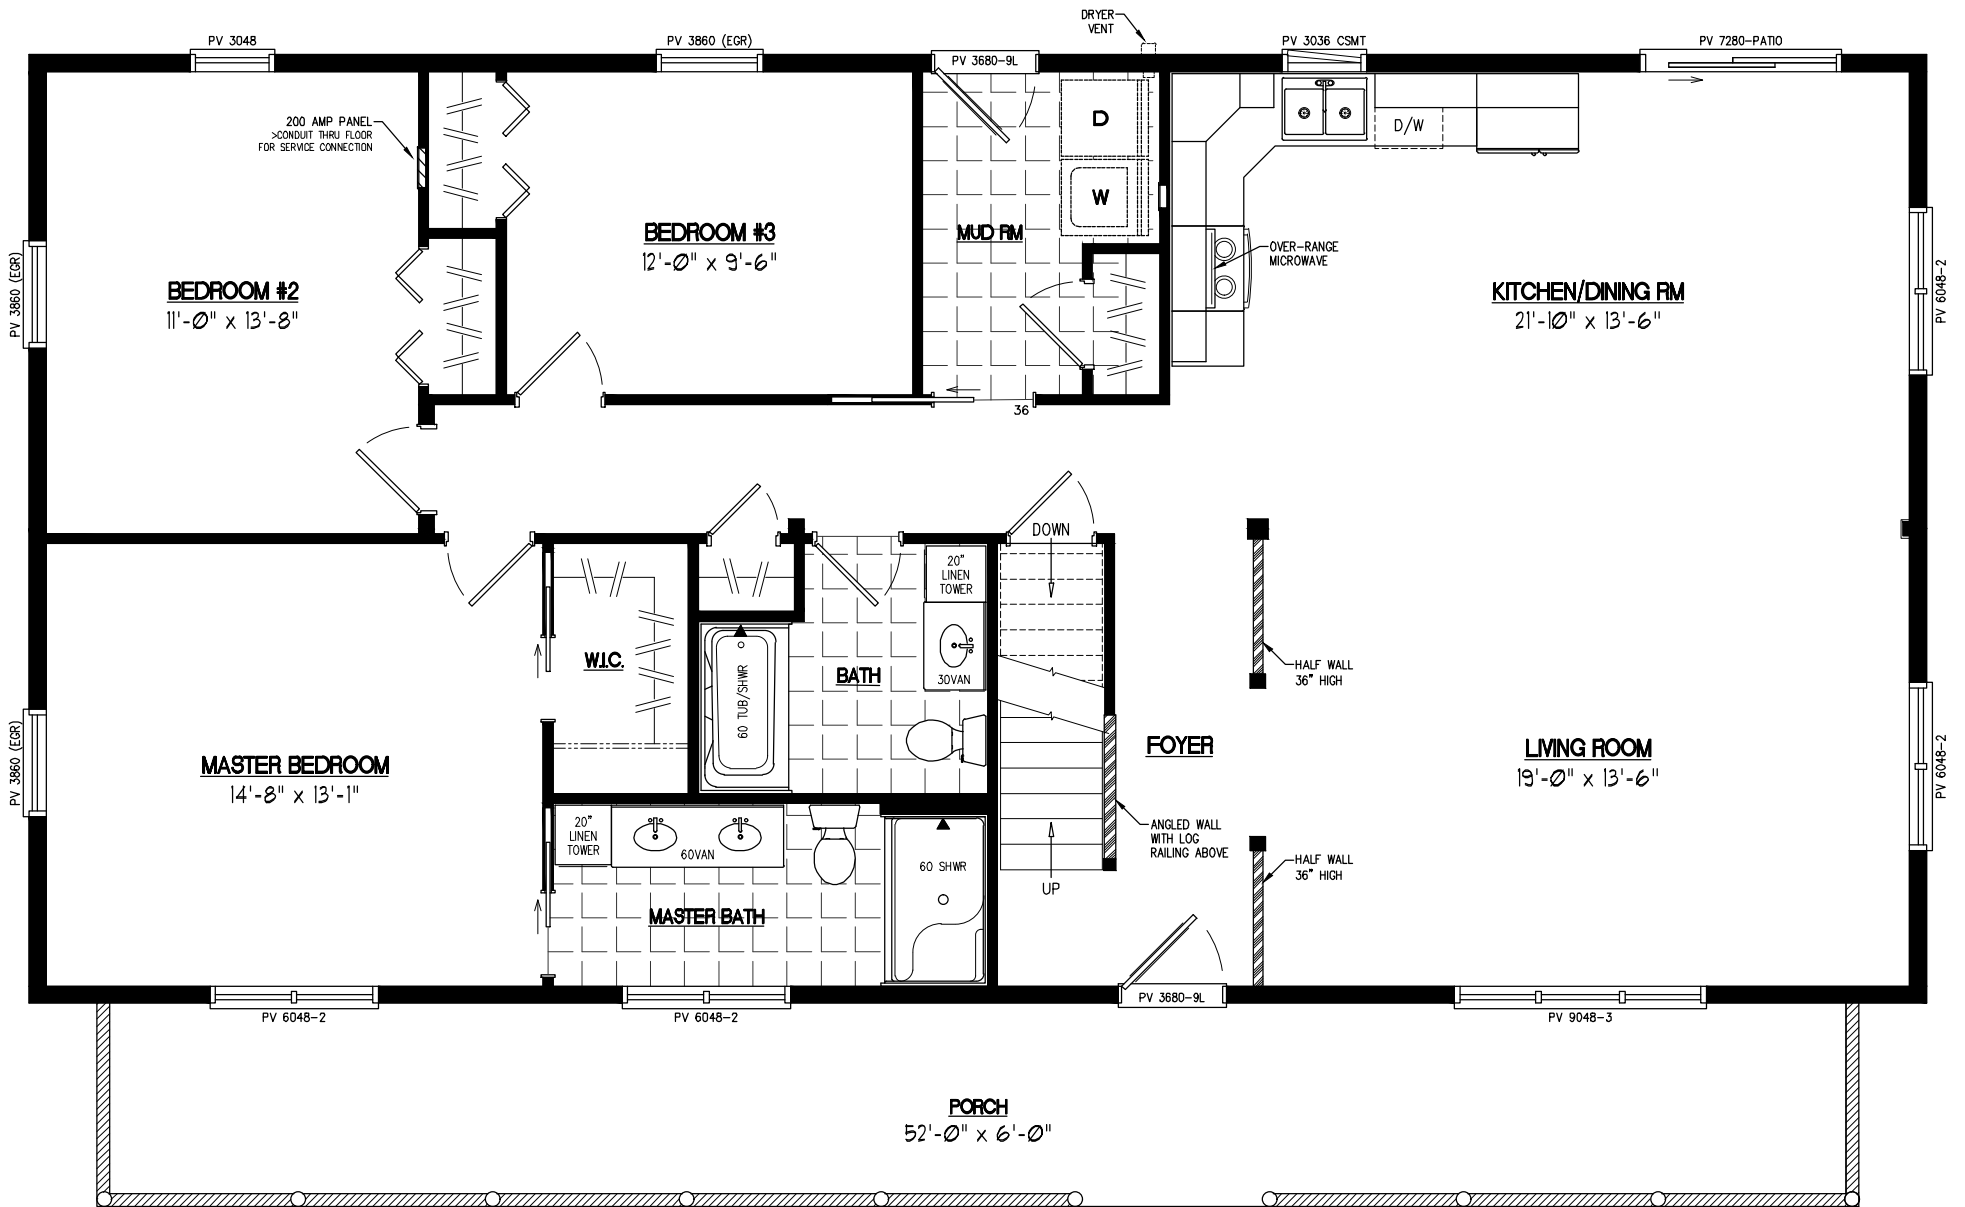 DRYER
VENT
PV 3048
PV 3860 (EGR)
PV 3680-9L
PV 3036 CSMT
PV 7280-PATIO
200 AMP PANEL
>CONDUIT THRU FLOOR
FOR SERVICE CONNECTION
D
D/W
W
BEDROOM #3
12'-0" x 9'-6"
MUD RM
OVER-RANGE
MICROWAVE
PV 3860 (EGR)
BEDROOM #2
11'-0" x 13'-8"
KITCHEN/DINING RM
21'-10" x 13'-6"
PV 6048-2
36
DOWN
20"
LINEN
TOWER
W.I.C.
60 TUB/SHWR
BATH
30VAN
HALF WALL
36" HIGH
PV 3860 (EGR)
MASTER BEDROOM
14'-8" x 13'-1"
FOYER
LIVING ROOM
19'-0" x 13'-6"
PV 6048-2
20"
LINEN
TOWER
60VAN
60 SHWR
ANGLED WALL
WITH LOG
RAILING ABOVE
UP
HALF WALL
36" HIGH
MASTER BATH
PV 6048-2
PV 6048-2
PV 3680-9L
PV 9048-3
PORCH
52'-0" x 6'-0"